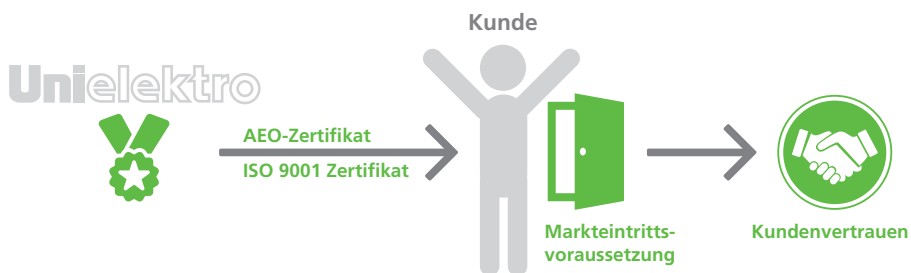 Kunde
Unielektro
AEO-Zertifikat
ISO 9001 Zertifikat
Markteintritts-
voraussetzung
Kundenvertrauen